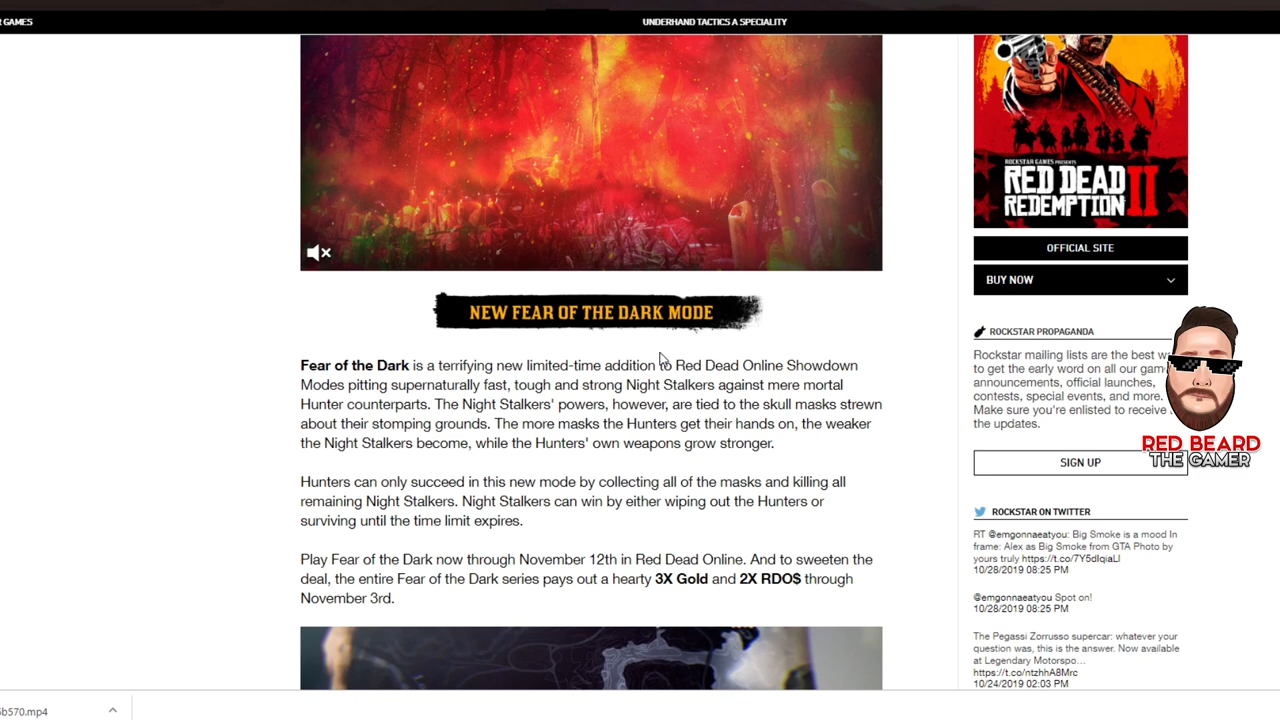 R GAMES
UNDERHAND TACTICS A SPECIALITY
ROCKSTAR GAMES PRESENTS
RED DEAD
REDEMPTION II
OFFICIAL SITE
BUY NOW
NEW FEAR OF THE DARK MODE
Fear of the Dark is a terrifying new limited-time addition to Red Dead Online Showdown
Modes pitting supernaturally fast, tough and strong Night Stalkers against mere mortal
Hunter counterparts. The Night Stalkers' powers, however, are tied to the skull masks strewn
about their stomping grounds. The more masks the Hunters get their hands on, the weaker
the Night Stalkers become, while the Hunters' own weapons grow stronger.
Hunters can only succeed in this new mode by collecting all of the masks and killing all
remaining Night Stalkers. Night Stalkers can win by either wiping out the Hunters or
surviving until the time limit expires.
Play Fear of the Dark now through November 12th in Red Dead Online. And to sweeten the
deal, the entire Fear of the Dark series pays out a hearty 3X Gold and 2X RDO$ through
November 3rd.
ROCKSTAR PROPAGANDA
Rockstar mailing lists are the best w
to get the early word on all our gam
announcements, official launches,
contests, special events, and more.
Make sure you're enlisted to receive
the updates.
RED BEARD
THE GAMER
SIGN UP
ROCKSTAR ON TWITTER
RT @emgonnaeatyou: Big Smoke is a mood In
frame: Alex as Big Smoke from GTA Photo by
yours truly https://t.co/7Y5dIqiaLl
10/28/2019 08:25 PM
@emgonnaeatyou Spot on!
10/28/2019 08:25 PM
The Pegassi Zorrusso supercar: whatever your
question was, this is the answer. Now available
at Legendary Motorspo…
https://t.co/ntzhhA8Mrc
10/24/2019 02:03 PM
6b570.mp4